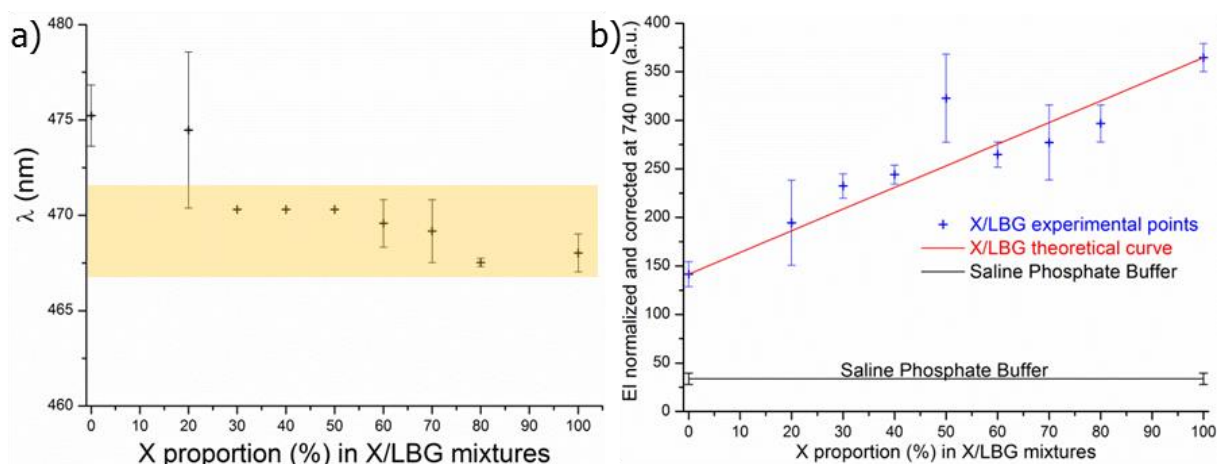 a)
480
475
470
465
460
λ (nm)
0 10 20 30 40 50 60 70 80 90 100
X proportion (%) in X/LBG mixtures
b)
400
350
300
250
200
150
100
50
0
EI normalized and corrected at 740 nm (a.u.)
X/LBG experimental points
X/LBG theoretical curve
Saline Phosphate Buffer
Saline Phosphate Buffer
0 10 20 30 40 50 60 70 80 90 100
X proportion (%) in X/LBG mixtures